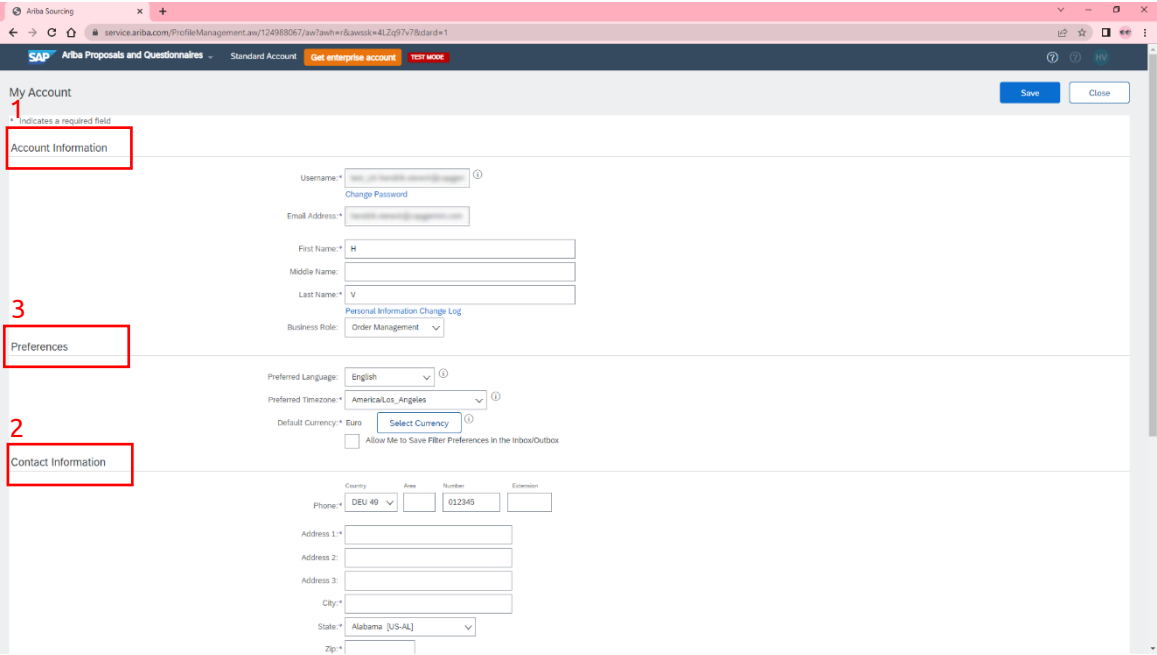 Ariba Sourcing
service.ariba.com/ProfileManagement.aw/124988067/aw?awh=r&awssk=4LZq97v7&dard=1
SAP Ariba Proposals and Questionnaires Standard Account Get enterprise account TEST MODE HV
My Account Save Close
1
* Indicates a required field
Account Information
Username:*
Change Password
Email Address:*
First Name:* H
Middle Name:
Last Name:* V
Personal Information Change Log
3
Business Role: Order Management
Preferences
Preferred Language: English
Preferred Timezone:* America/Los_Angeles
2
Default Currency:* Euro Select Currency
Allow Me to Save Filter Preferences in the Inbox/Outbox
Contact Information
Country Area Number Extension
Phone:* DEU 49 012345
Address 1:*
Address 2:
Address 3:
City:*
State:* Alabama [US-AL]
Zip:*